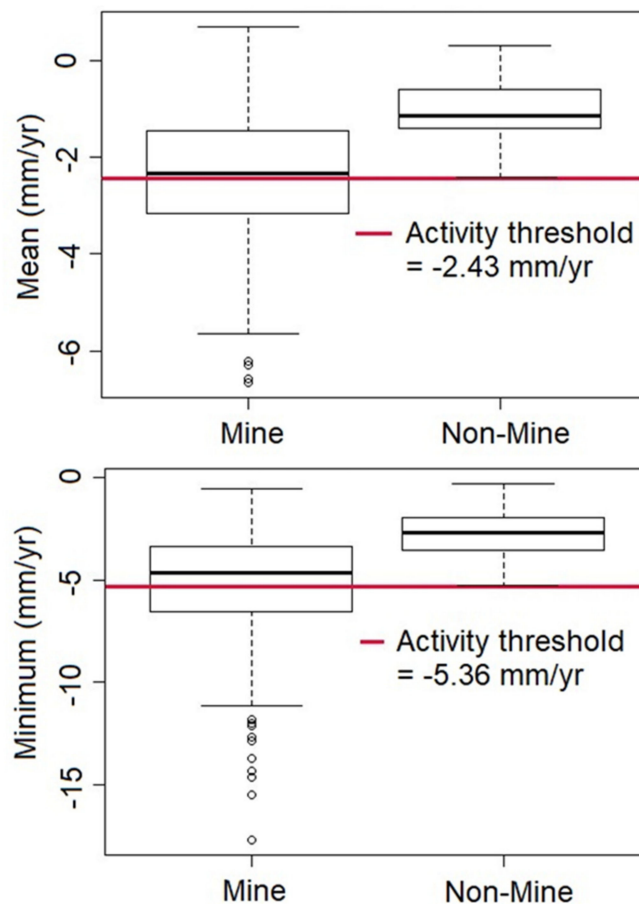 Mean (mm/yr)
0
-2
-4
-6
Activity threshold
= -2.43 mm/yr
Mine
Non-Mine
Minimum (mm/yr)
0
-5
-10
-15
Activity threshold
= -5.36 mm/yr
Mine
Non-Mine